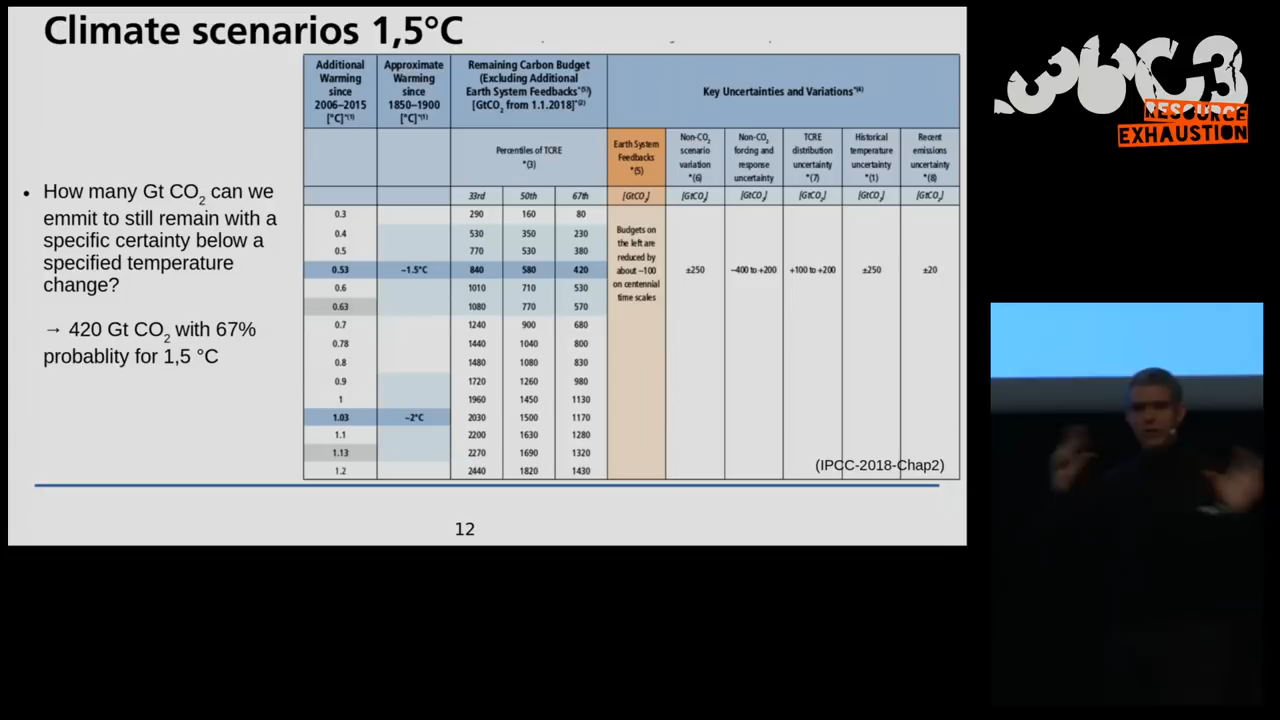 Climate scenarios 1,5°C
• How many Gt CO2 can we
emmit to still remain with a
specific certainty below a
specified temperature
change?
→ 420 Gt CO2 with 67%
probablity for 1,5 °C
Additional Warming since 2006–2015 [°C]*(1)
Approximate Warming since 1850–1900 [°C]*(1)
Remaining Carbon Budget (Excluding Additional Earth System Feedbacks*(5)) [GtCO2 from 1.1.2018]*(2)
Key Uncertainties and Variations*(4)
Percentiles of TCRE *(3)
Earth System Feedbacks *(5)
Non-CO2 scenario variation *(6)
Non-CO2 forcing and response uncertainty
TCRE distribution uncertainty *(7)
Historical temperature uncertainty *(1)
Recent emissions uncertainty *(8)
33rd 50th 67th [GtCO2] [GtCO2] [GtCO2] [GtCO2] [GtCO2] [GtCO2]
0.3 290 160 80
0.4 530 350 230
0.5 770 530 380
0.53 ~1.5°C 840 580 420
0.6 1010 710 530
0.63 1080 770 570
0.7 1240 900 680
0.78 1440 1040 800
0.8 1480 1080 830
0.9 1720 1260 980
1 1960 1450 1130
1.03 ~2°C 2030 1500 1170
1.1 2200 1630 1280
1.13 2270 1690 1320
1.2 2440 1820 1430
Budgets on
the left are
reduced by
about –100
on centennial
time scales
±250 –400 to +200 +100 to +200 ±250 ±20
(IPCC-2018-Chap2)
12
36C3
RESOURCE
EXHAUSTION